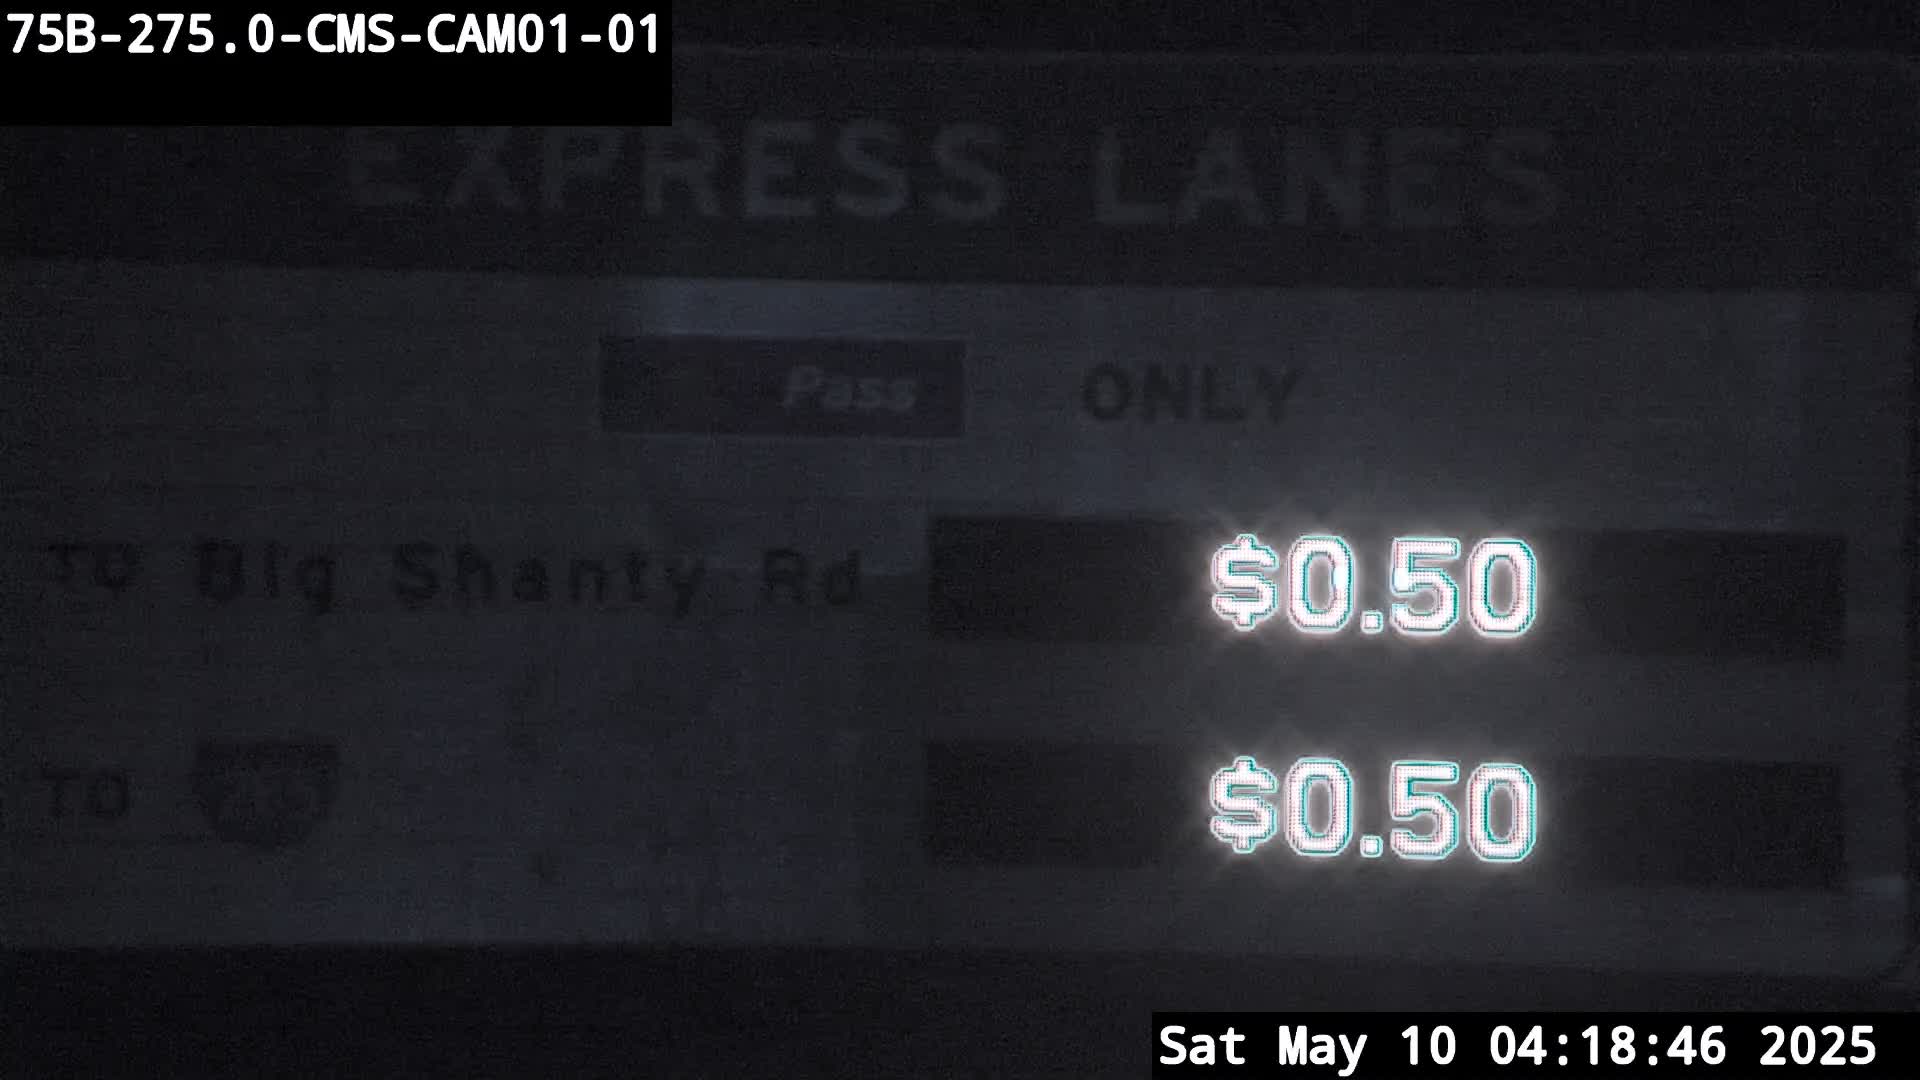 75B-275.0-CMS-CAM01-01
EXPRESS LANES
Pass ONLY
TO Big Shanty Rd $0.50
TO $0.50
Sat May 10 04:18:46 2025